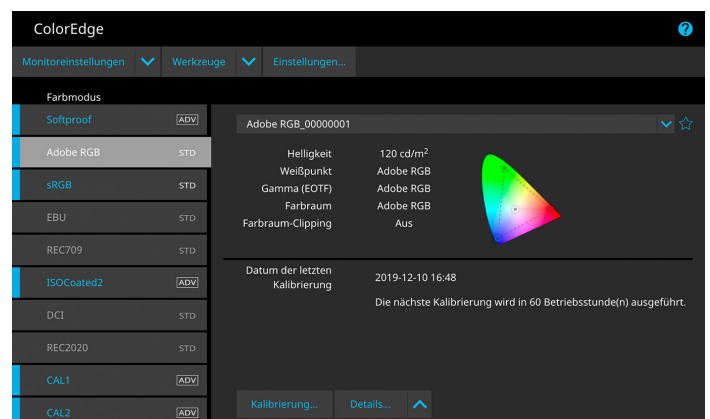 ColorEdge
?
Monitoreinstellungen Werkzeuge Einstellungen...
Farbmodus
Softproof ADV
Adobe RGB STD
sRGB STD
EBU STD
REC709 STD
ISOCoated2 ADV
DCI STD
REC2020 STD
CAL1 ADV
CAL2 ADV
Adobe RGB_00000001
Helligkeit 120 cd/m²
Weißpunkt Adobe RGB
Gamma (EOTF) Adobe RGB
Farbraum Adobe RGB
Farbraum-Clipping Aus
Datum der letzten
Kalibrierung
2019-12-10 16:48
Die nächste Kalibrierung wird in 60 Betriebsstunde(n) ausgeführt.
Kalibrierung... Details...